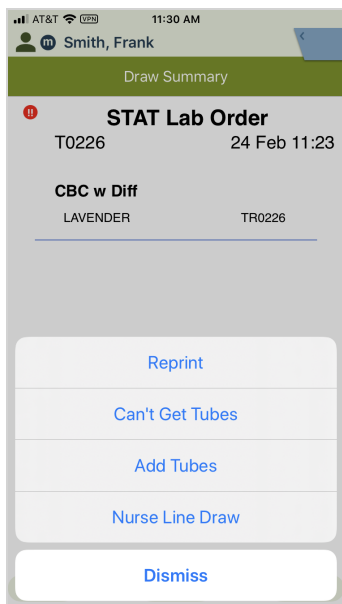 AT&T VPN 11:30 AM
m Smith, Frank
Draw Summary
!! STAT Lab Order
T0226 24 Feb 11:23
CBC w Diff
LAVENDER TR0226
Reprint
Can't Get Tubes
Add Tubes
Nurse Line Draw
Dismiss